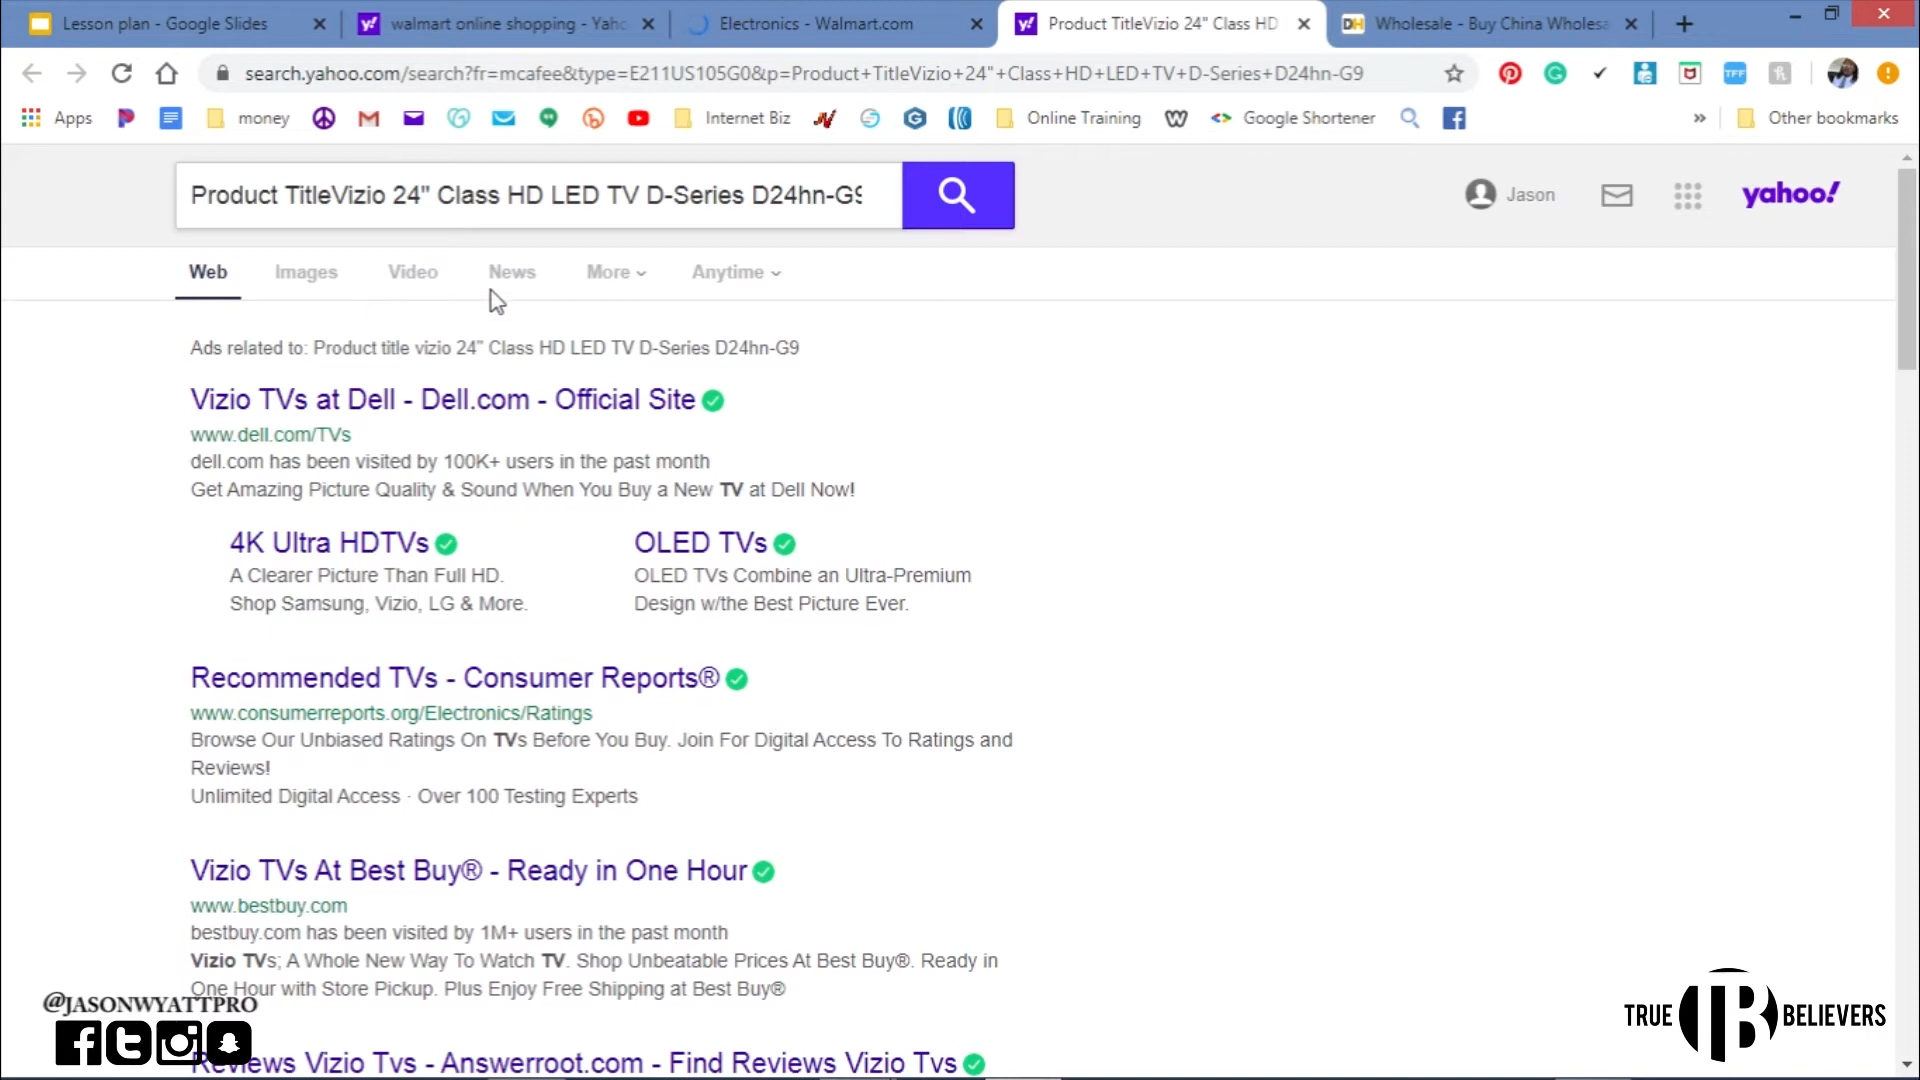 Lesson plan - Google Slides
walmart online shopping - Yaho
Electronics - Walmart.com
Product TitleVizio 24" Class HD
Wholesale - Buy China Wholesa
search.yahoo.com/search?fr=mcafee&type=E211US105G0&p=Product+TitleVizio+24"+Class+HD+LED+TV+D-Series+D24hn-G9
Apps
money
Internet Biz
Online Training
Google Shortener
Other bookmarks
Product TitleVizio 24" Class HD LED TV D-Series D24hn-G9
Jason
yahoo!
Web
Images
Video
News
More
Anytime
Ads related to: Product title vizio 24" Class HD LED TV D-Series D24hn-G9
Vizio TVs at Dell - Dell.com - Official Site
www.dell.com/TVs
dell.com has been visited by 100K+ users in the past month
Get Amazing Picture Quality & Sound When You Buy a New TV at Dell Now!
4K Ultra HDTVs
A Clearer Picture Than Full HD.
Shop Samsung, Vizio, LG & More.
OLED TVs
OLED TVs Combine an Ultra-Premium
Design w/the Best Picture Ever.
Recommended TVs - Consumer Reports®
www.consumerreports.org/Electronics/Ratings
Browse Our Unbiased Ratings On TVs Before You Buy. Join For Digital Access To Ratings and
Reviews!
Unlimited Digital Access · Over 100 Testing Experts
Vizio TVs At Best Buy® - Ready in One Hour
www.bestbuy.com
bestbuy.com has been visited by 1M+ users in the past month
Vizio TVs; A Whole New Way To Watch TV. Shop Unbeatable Prices At Best Buy®. Ready in
One Hour with Store Pickup. Plus Enjoy Free Shipping at Best Buy®
Reviews Vizio Tvs - Answerroot.com - Find Reviews Vizio Tvs
@JASONWYATTPRO
TRUE TB BELIEVERS